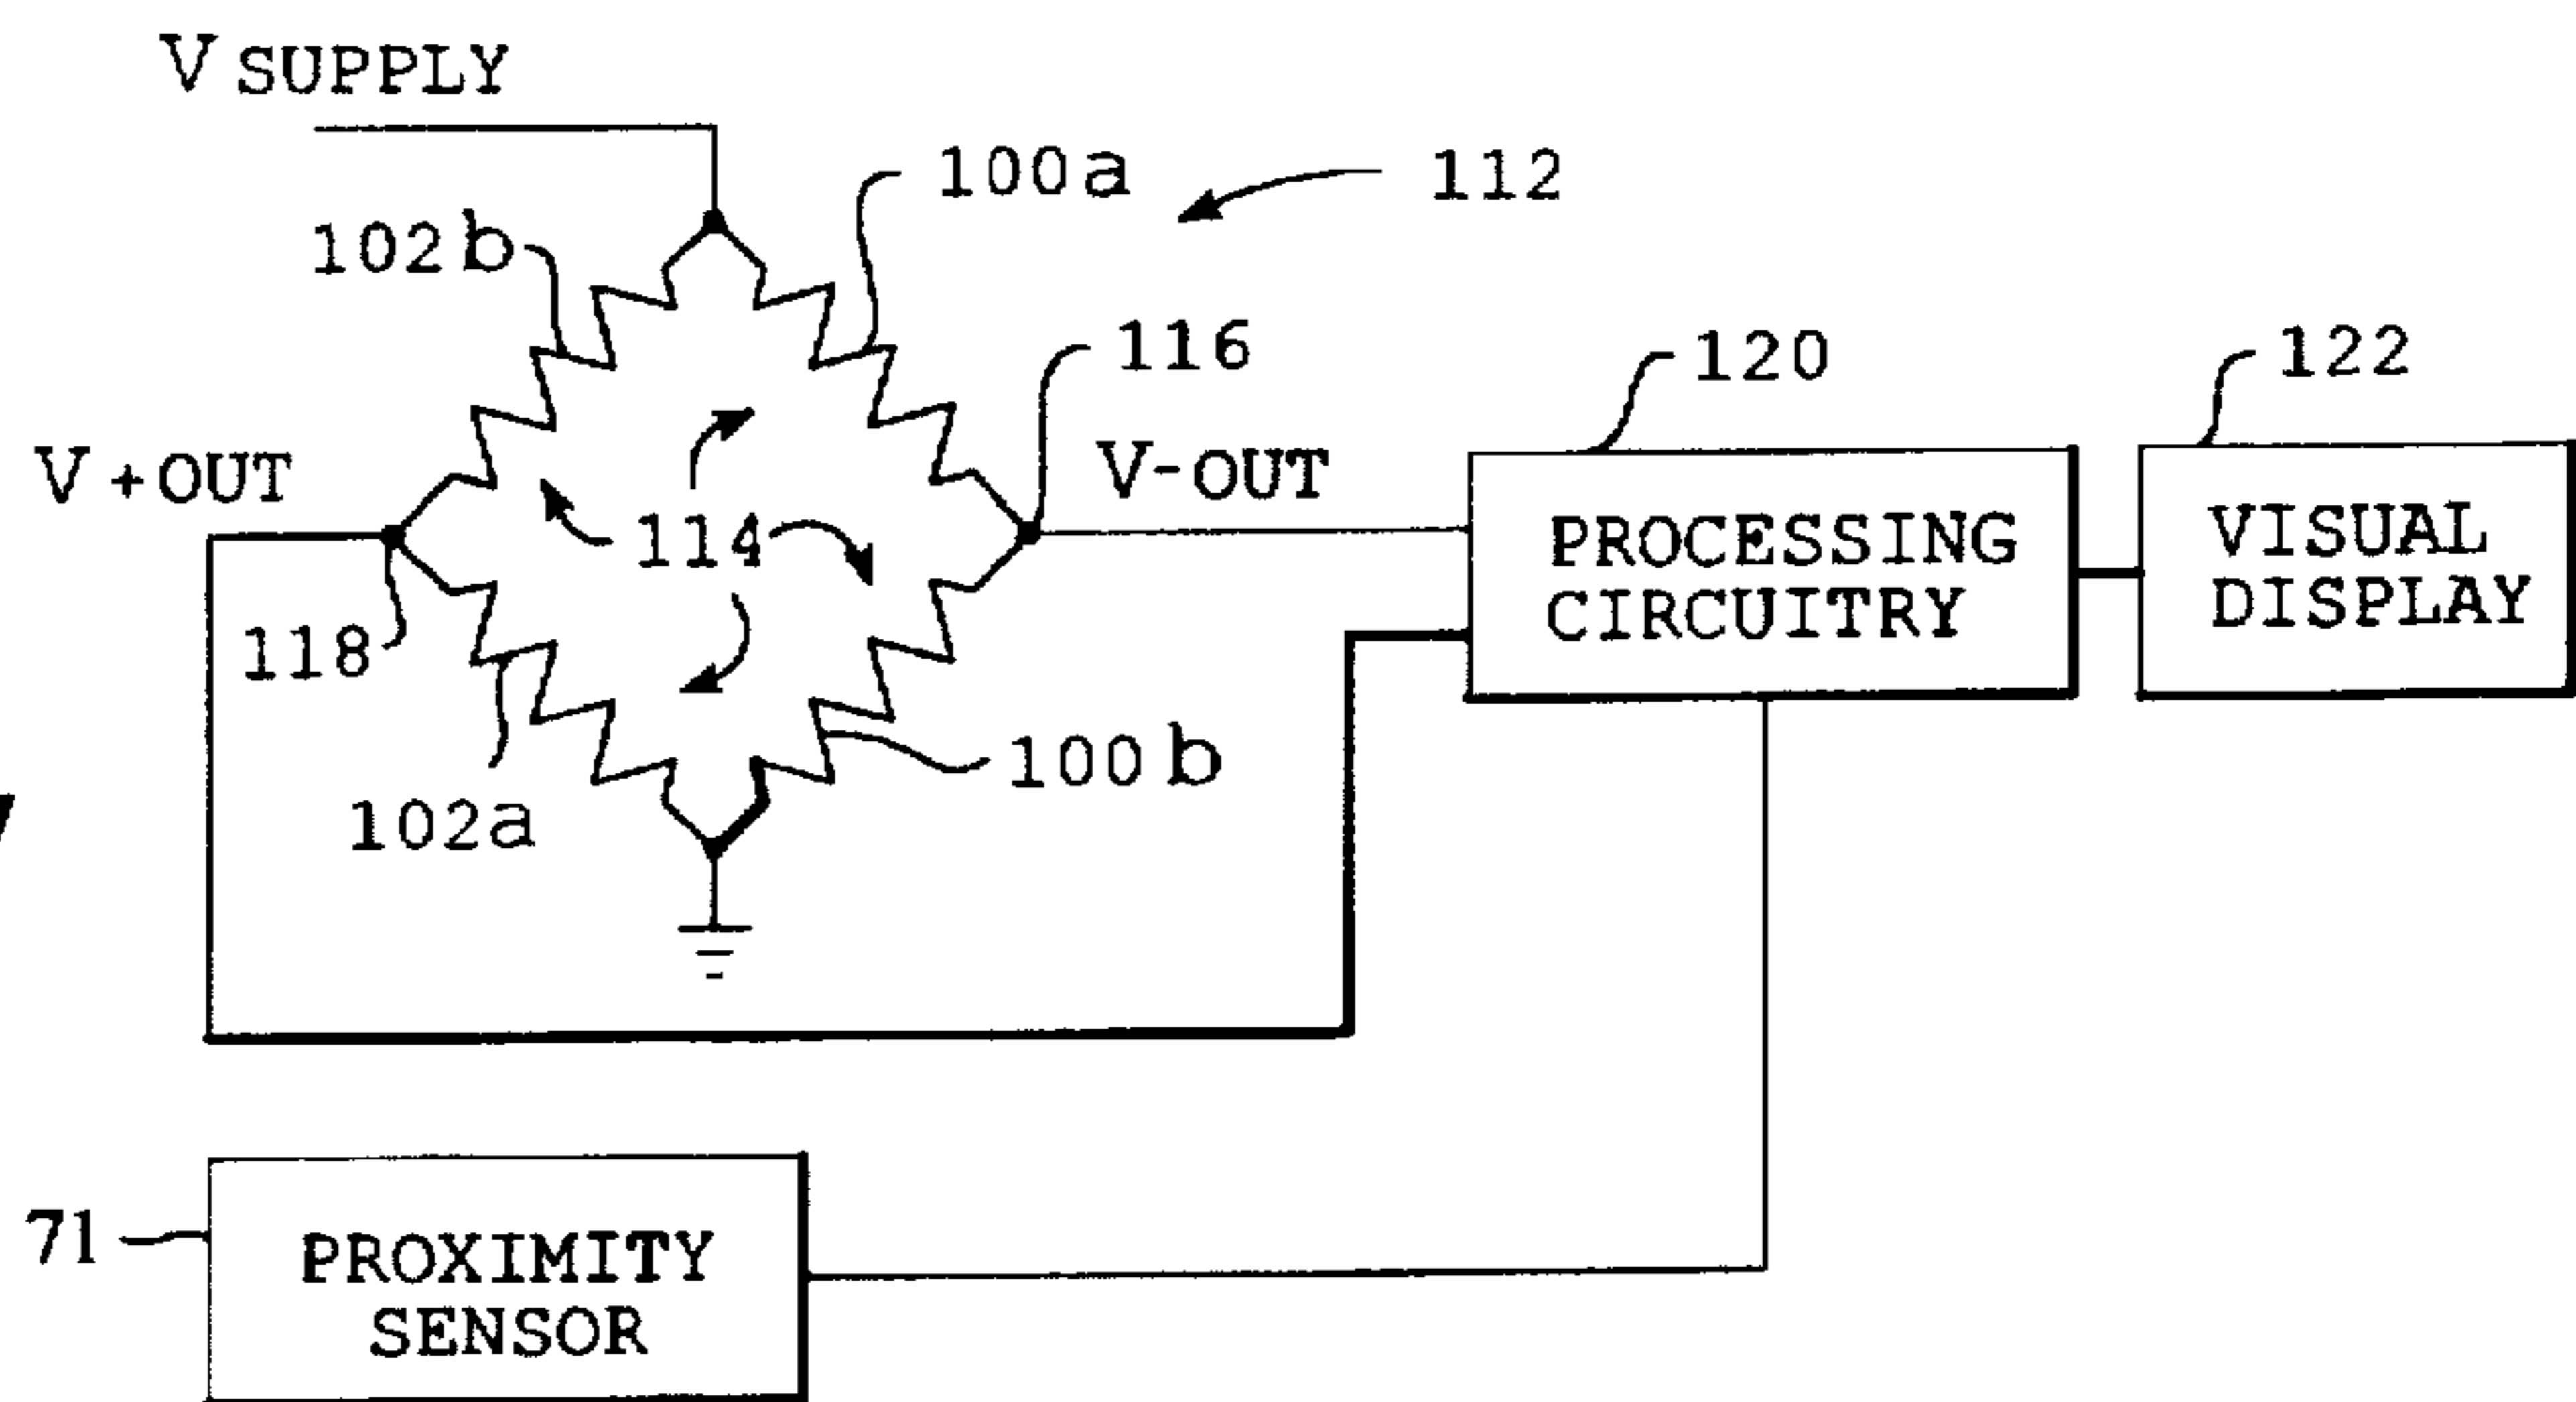 V SUPPLY
100a
112
102b
116
120
122
V+OUT
V-OUT
114
PROCESSING
CIRCUITRY
VISUAL
DISPLAY
118
102a
100b
71
PROXIMITY
SENSOR